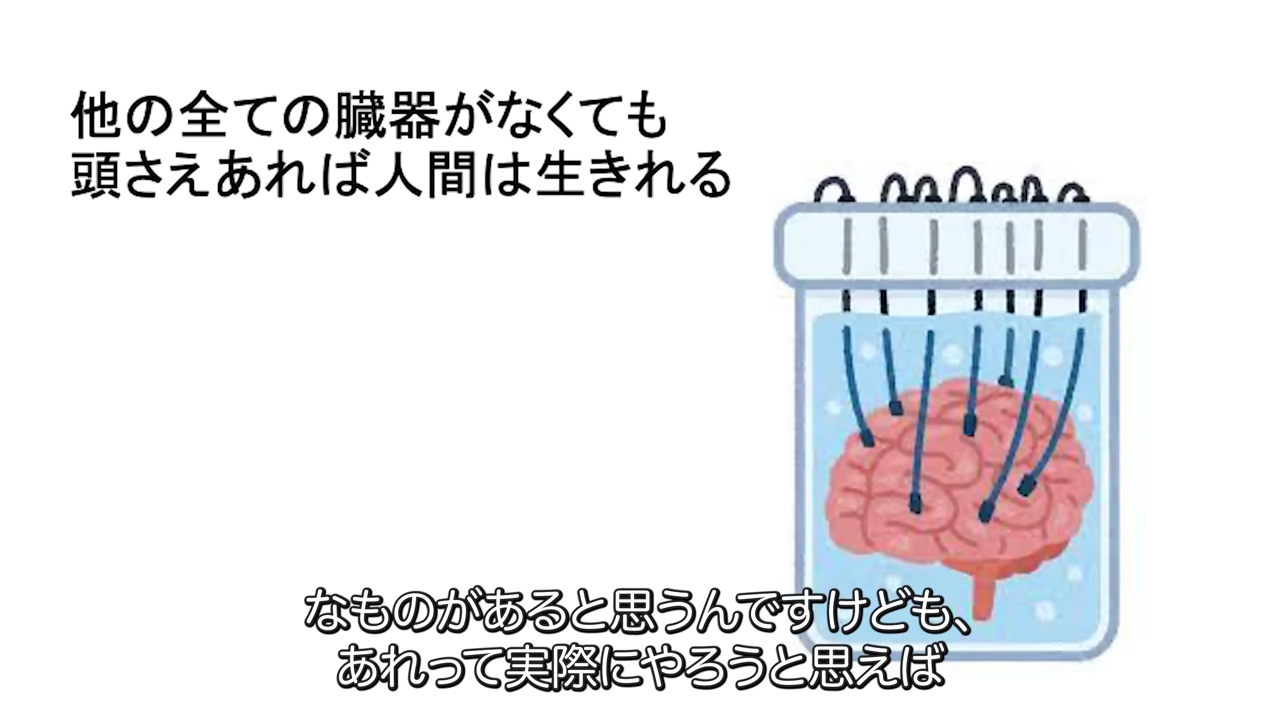 他の全ての臓器がなくても
頭さえあれば人間は生きれる
なものがあると思うんですけども、
あれって実際にやろうと思えば